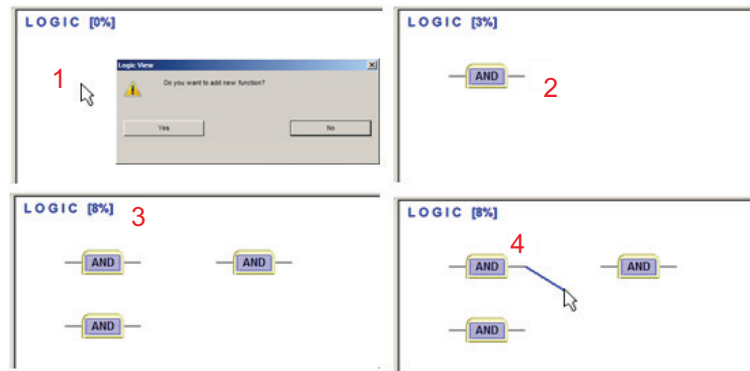 LOGIC [0%]
1
Logic View
Do you want to add new function?
Yes
No
LOGIC [3%]
AND
2
LOGIC [8%]
3
AND
AND
AND
LOGIC [8%]
4
AND
AND
AND